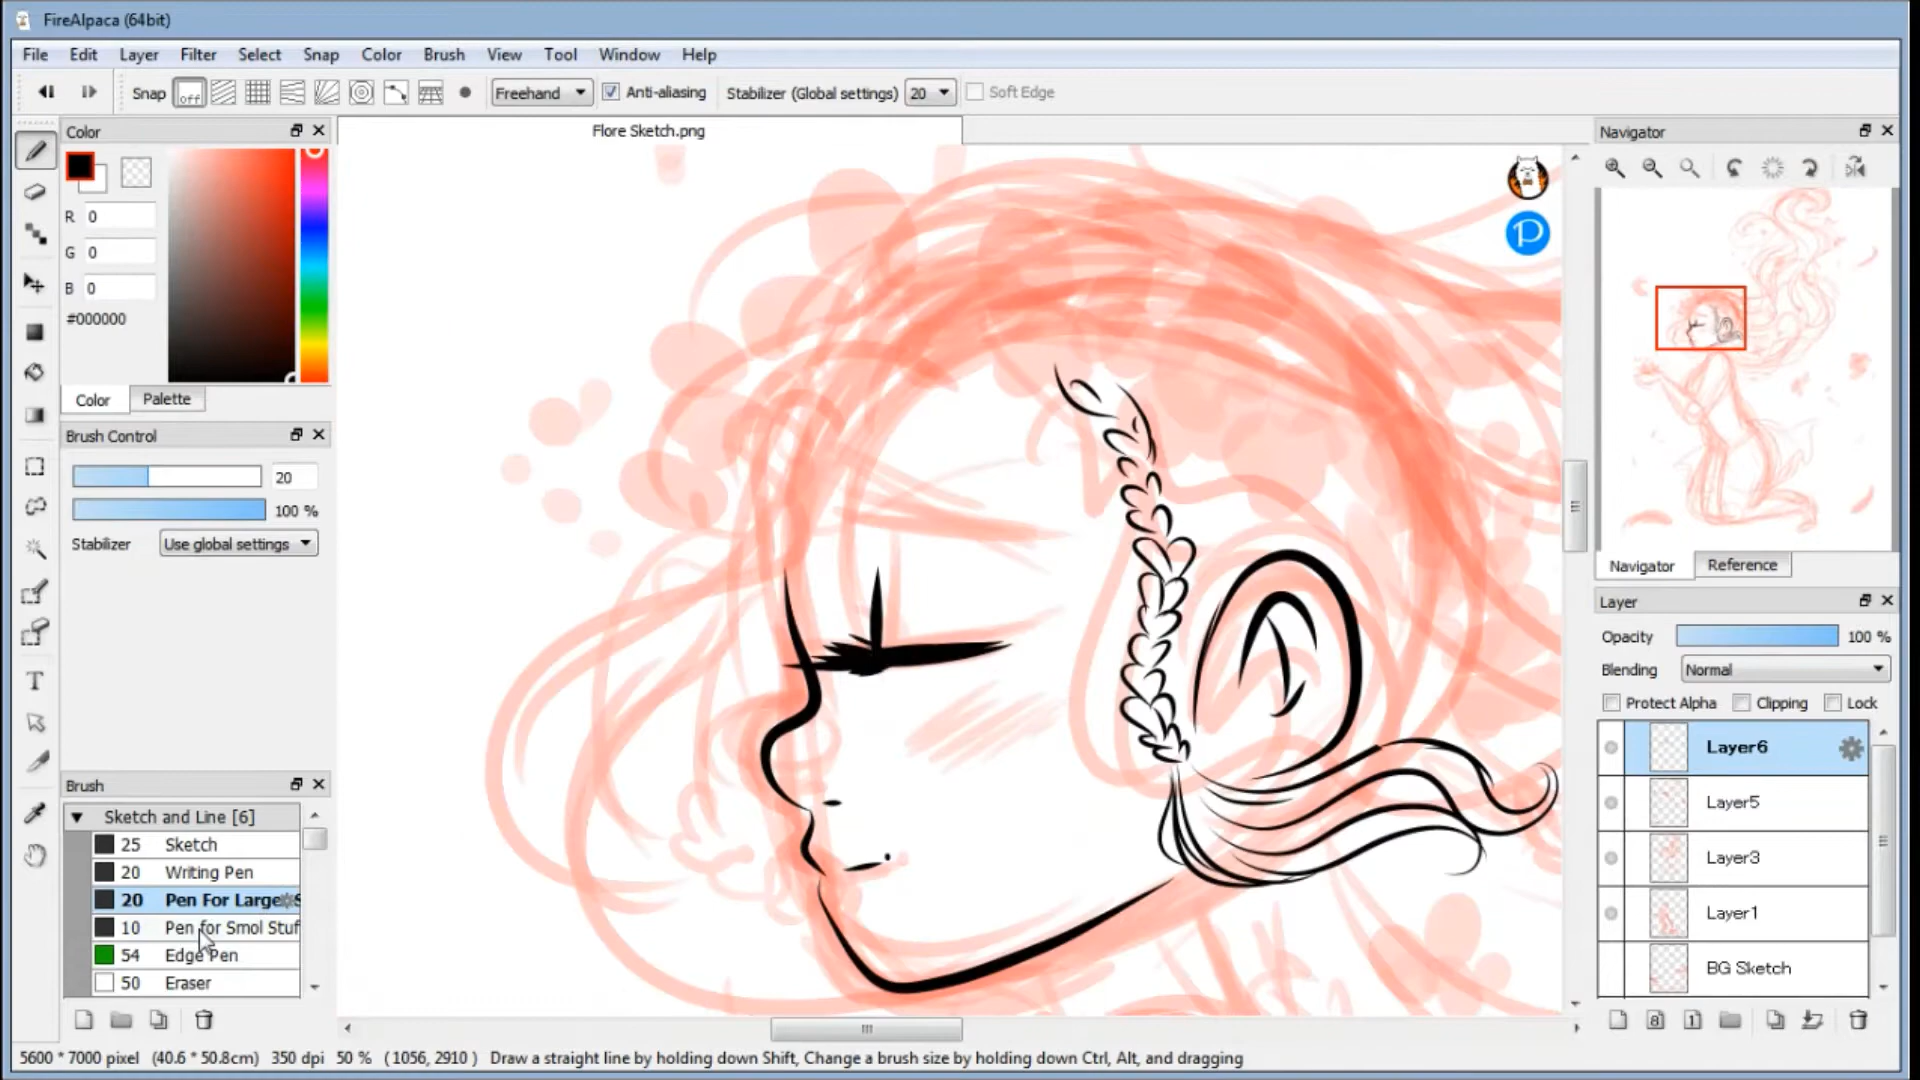 FireAlpaca (64bit)
File Edit Layer Filter Select Snap Color Brush View Tool Window Help
Snap off Freehand Anti-aliasing Stabilizer (Global settings) 20 Soft Edge
Color
Flore Sketch.png
Navigator
R 0
G 0
B 0
#000000
Color Palette
Brush Control
20
100 %
Stabilizer Use global settings
Navigator Reference
Layer
Opacity 100 %
Blending Normal
Protect Alpha Clipping Lock
Layer6
Layer5
Layer3
Layer1
BG Sketch
Brush
Sketch and Line [6]
25 Sketch
20 Writing Pen
20 Pen For Large
10 Pen for Smol Stuf
54 Edge Pen
50 Eraser
8 1
P
T
5600 * 7000 pixel (40.6 * 50.8cm) 350 dpi 50 % ( 1056, 2910 ) Draw a straight line by holding down Shift, Change a brush size by holding down Ctrl, Alt, and dragging